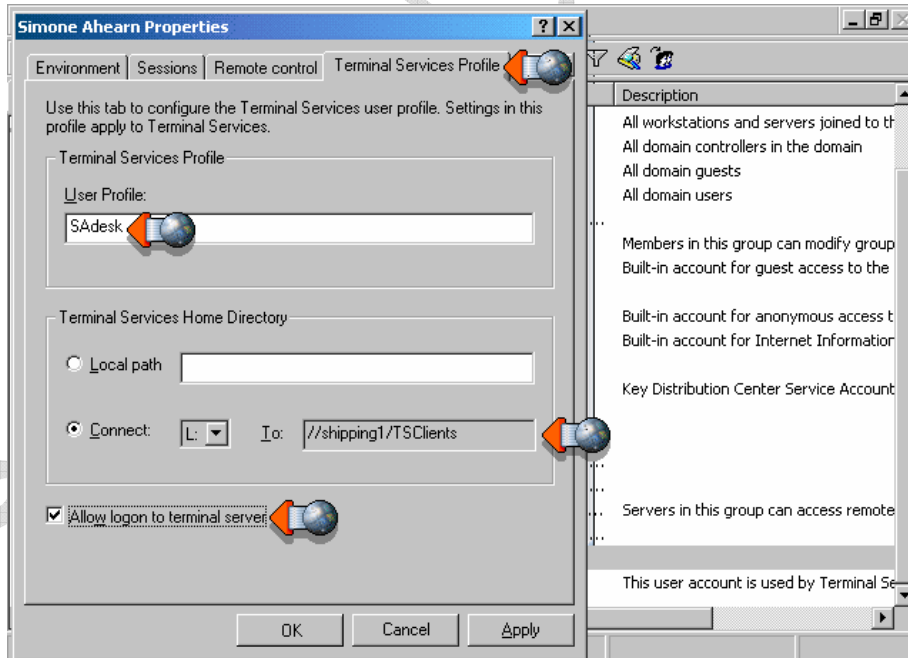 Simone Ahearn Properties
Environment
Sessions
Remote control
Terminal Services Profile
Use this tab to configure the Terminal Services user profile. Settings in this
profile apply to Terminal Services.
Terminal Services Profile
User Profile:
SAdesk
Terminal Services Home Directory
Local path
Connect:
L:
To:
//shipping1/TSClients
Allow logon to terminal server
OK
Cancel
Apply
Description
All workstations and servers joined to th
All domain controllers in the domain
All domain guests
All domain users
...
Members in this group can modify group
Built-in account for guest access to the
Built-in account for anonymous access t
Built-in account for Internet Information
Key Distribution Center Service Account
...
...
Servers in this group can access remote
...
This user account is used by Terminal Se